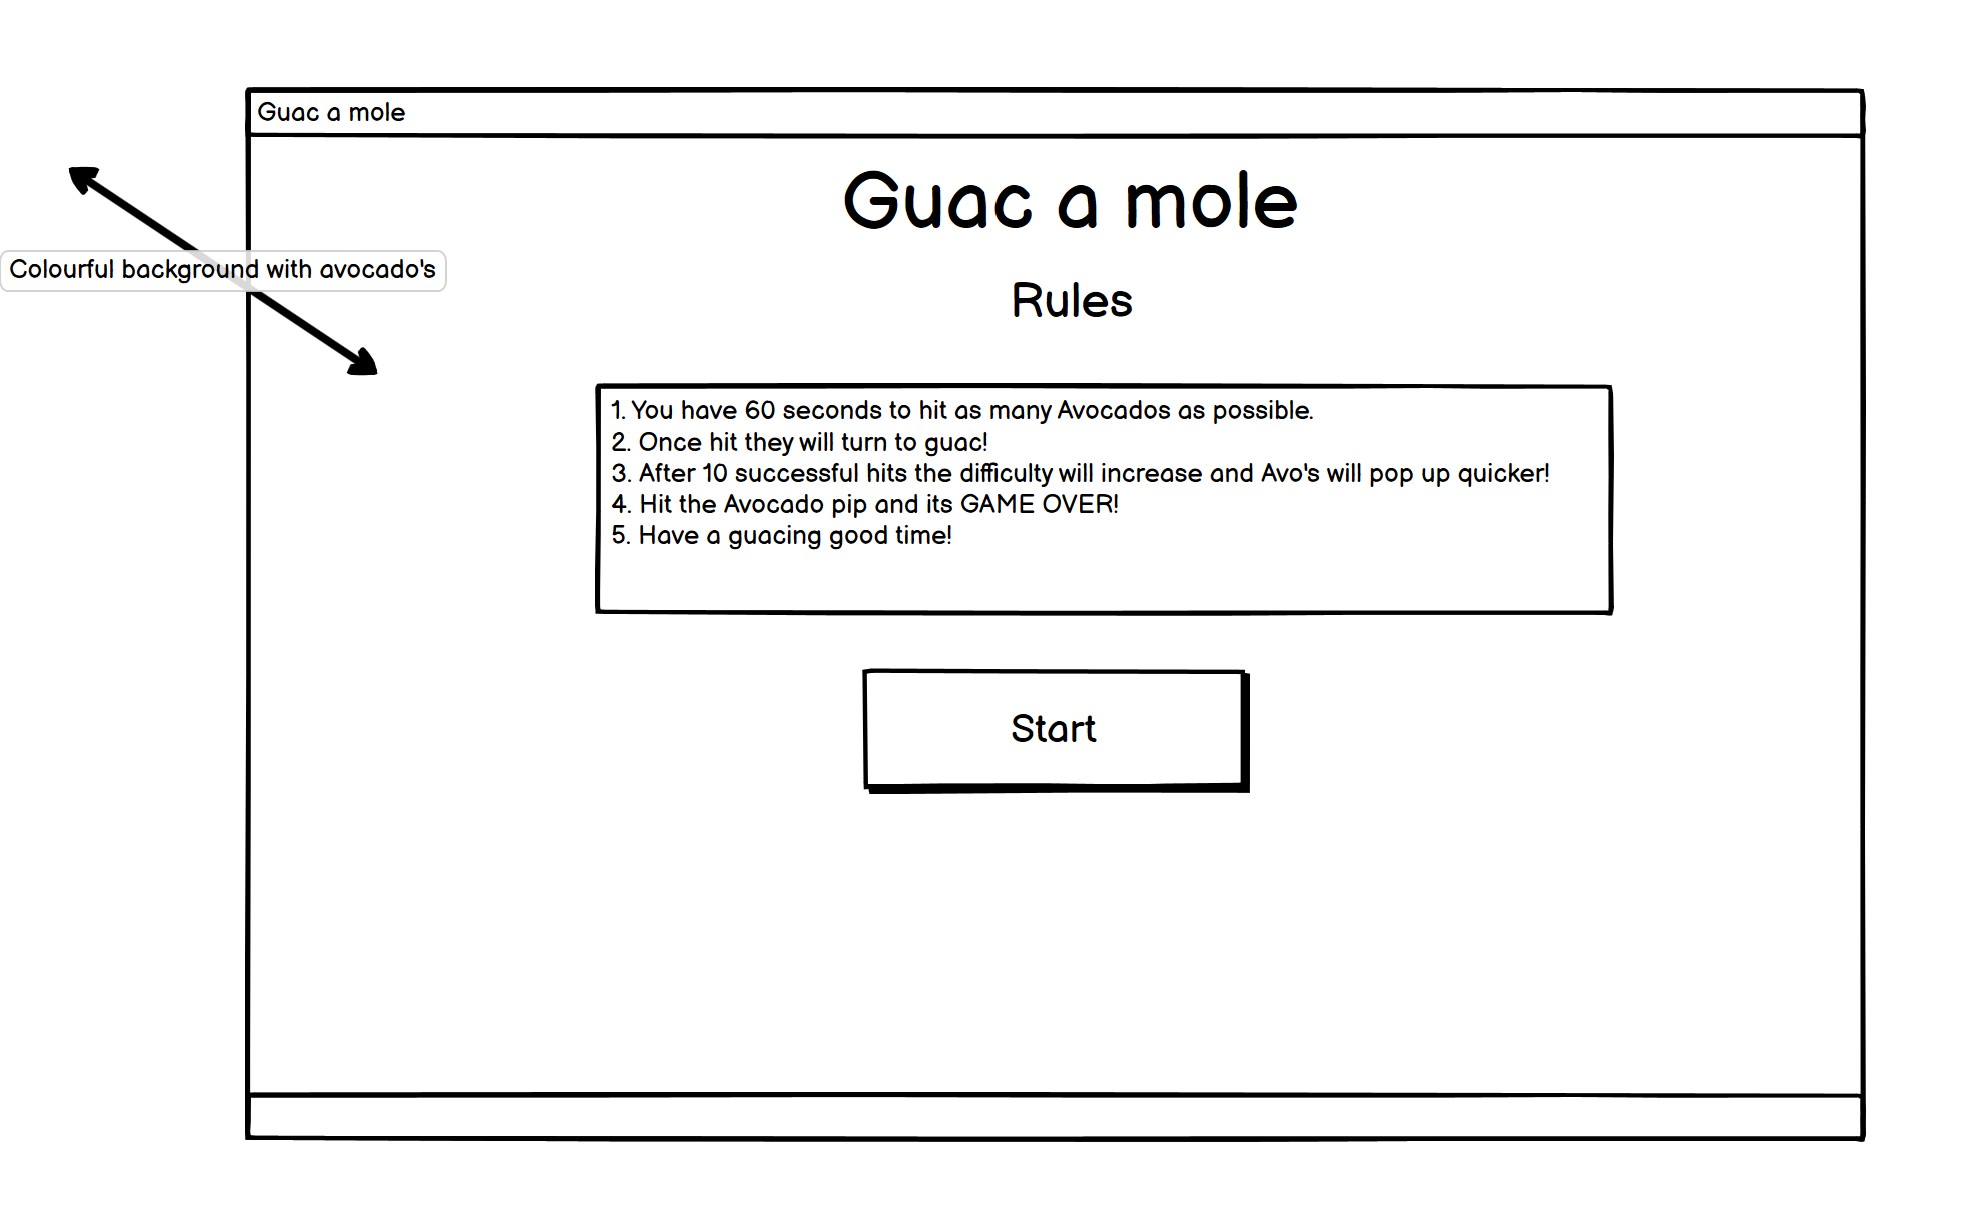 Guac a mole
Guac a mole
Colourful background with avocado's
Rules
1. You have 60 seconds to hit as many Avocados as possible.
2. Once hit they will turn to guac!
3. After 10 successful hits the difficulty will increase and Avo's will pop up quicker!
4. Hit the Avocado pip and its GAME OVER!
5. Have a guacing good time!
Start